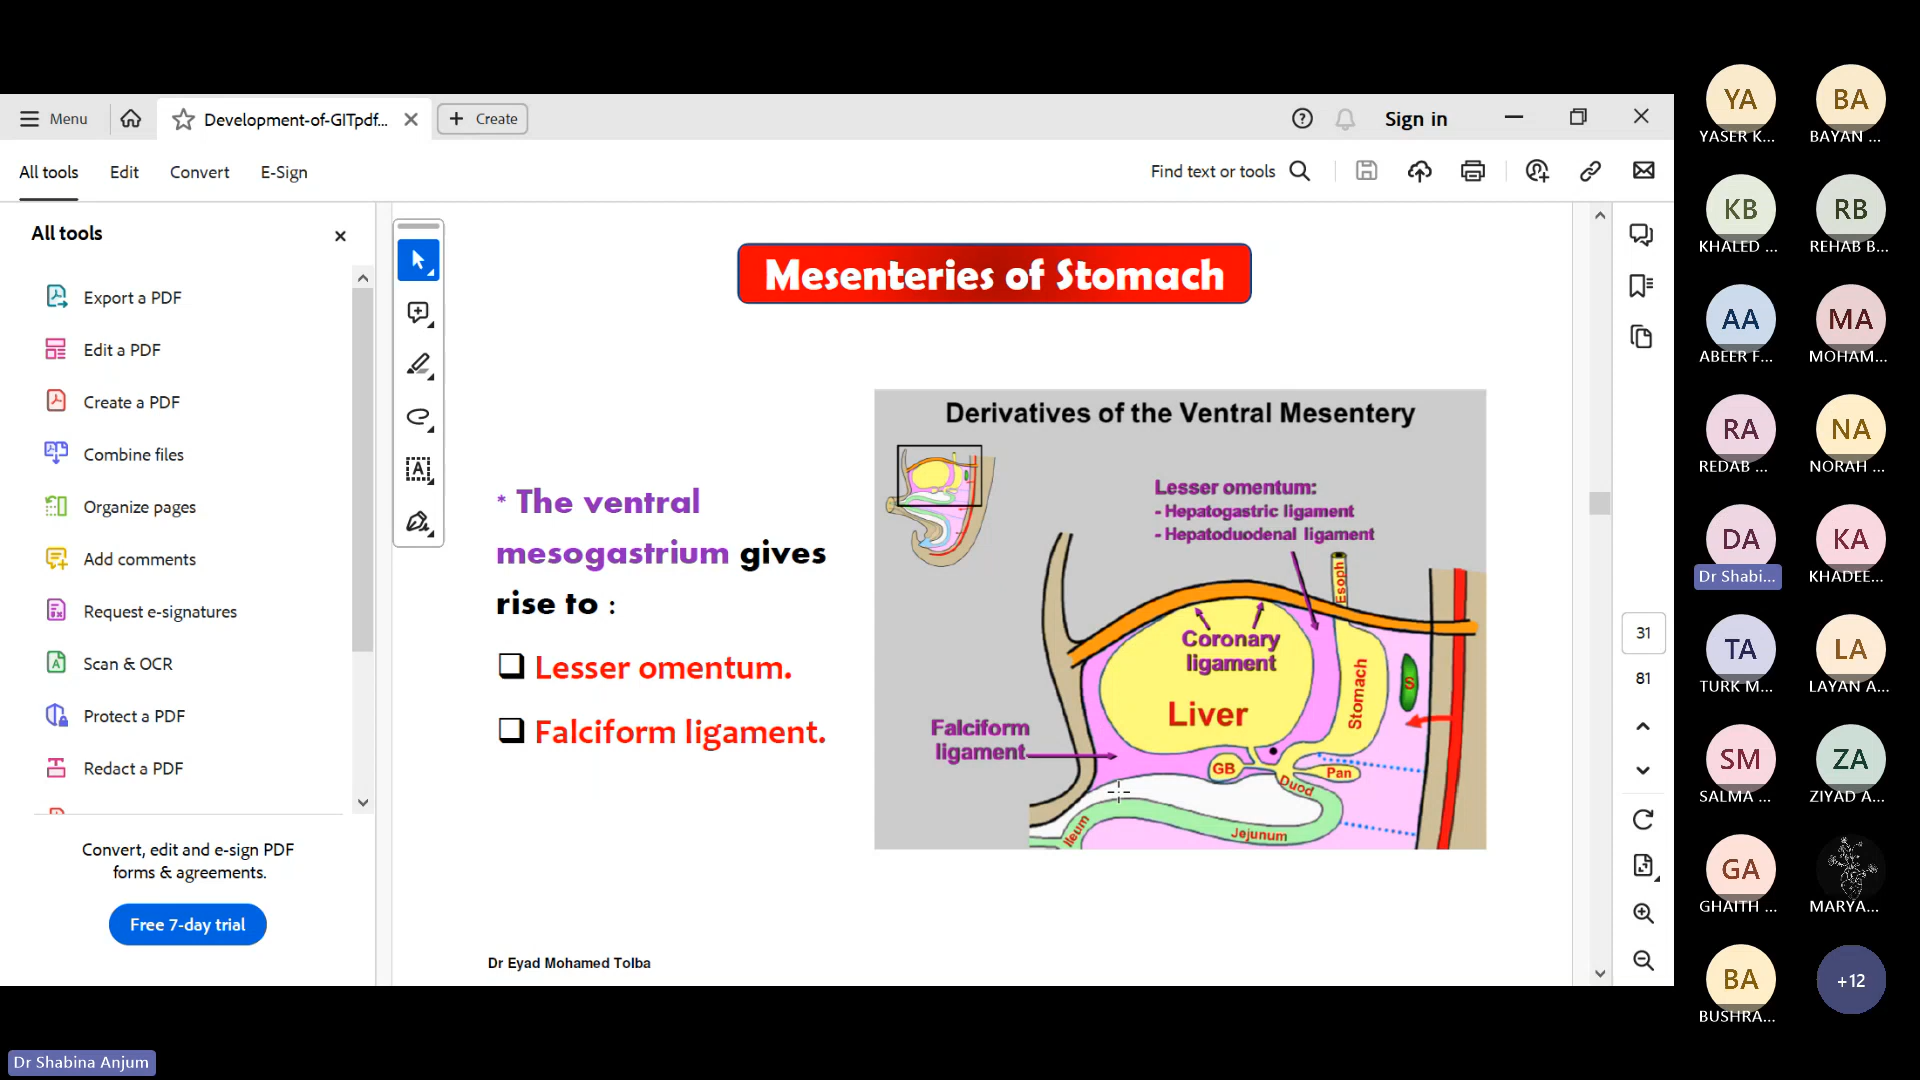 Menu
Development-of-GITpdf...
Create
Sign in
All tools
Edit
Convert
E-Sign
Find text or tools
All tools
Export a PDF
Edit a PDF
Create a PDF
Combine files
Organize pages
Add comments
Request e-signatures
Scan & OCR
Protect a PDF
Redact a PDF
Convert, edit and e-sign PDF
forms & agreements.
Free 7-day trial
Mesenteries of Stomach
* The ventral
mesogastrium gives
rise to :
❑ Lesser omentum.
❑ Falciform ligament.
Derivatives of the Ventral Mesentery
Lesser omentum:
- Hepatogastric ligament
- Hepatoduodenal ligament
Esoph
Coronary
ligament
Stomach
S
Liver
Falciform
ligament
GB
Pan
Duod
Jejunum
Ileum
Dr Eyad Mohamed Tolba
31
81
YA
YASER K...
BA
BAYAN ...
KB
KHALED ...
RB
REHAB B...
AA
ABEER F...
MA
MOHAM...
RA
REDAB ...
NA
NORAH ...
DA
Dr Shabi...
KA
KHADEE...
TA
TURK M...
LA
LAYAN A...
SM
SALMA ...
ZA
ZIYAD A...
GA
GHAITH ...
MARYA...
BA
BUSHRA...
+12
Dr Shabina Anjum